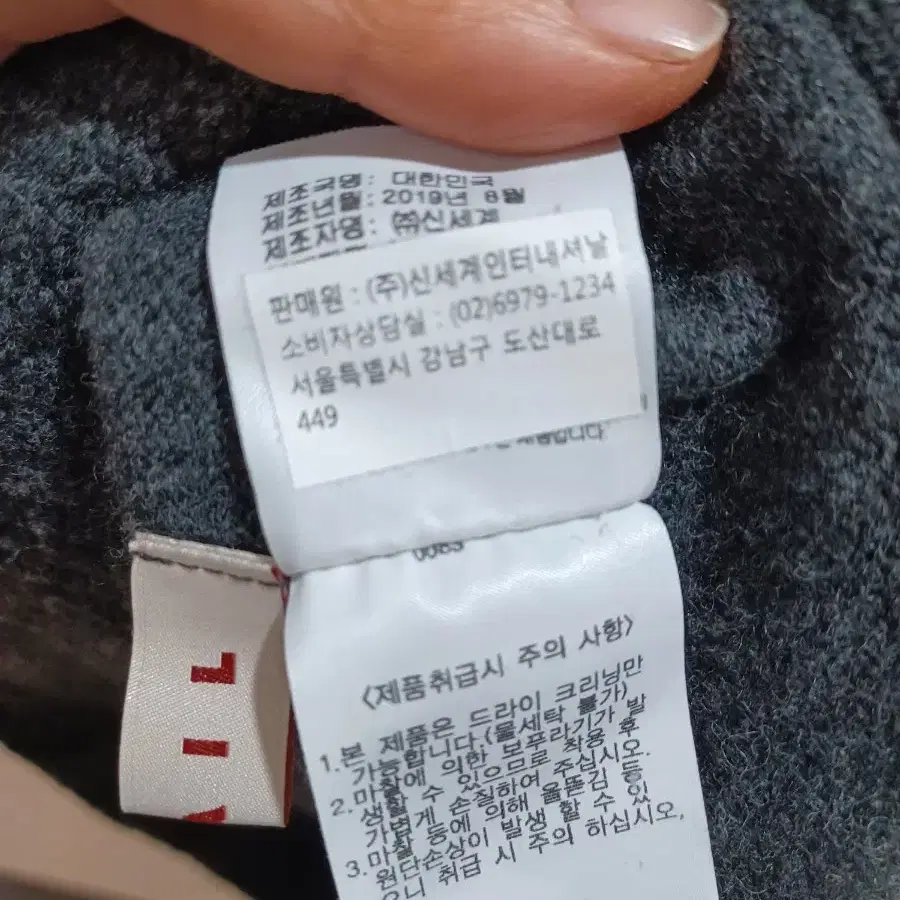 제조국명: 대한민국
제조년월: 2019년 8월
제조자명: ㈜신세계
판매원 : (주)신세계인터내셔날
소비자상담실 : (02)6979-1234
서울특별시 강남구 도산대로
449
0083
<제품취급시 주의 사항>
1.본 제품은 드라이 크리닝만
가능합니다(물세탁 불가)
2.마찰에 의한 보푸라기가 발
생할 수 있으므로 착용 후
가볍게 손질하여 주십시오.
3.마찰 등에 의해 올뜯김 등
원단손상이 발생 할 수 있
으니 취급 시 주의 하십시오.